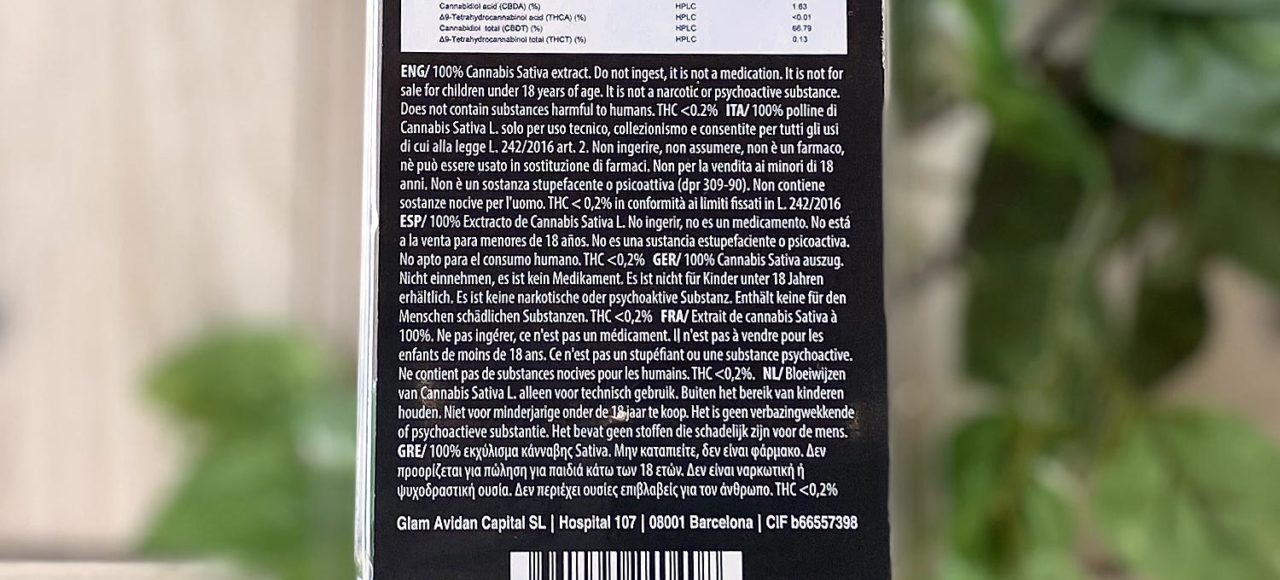 Cannabidiol acid (CBDA) (%) HPLC 1.63
Δ9-Tetrahydrocannabinol acid (THCA) (%) HPLC <0.01
Cannabidiol total (CBDT) (%) HPLC 66.79
Δ9-Tetrahydrocannabinol total (THCT) (%) HPLC 0.13
ENG/ 100% Cannabis Sativa extract. Do not ingest, it is not a medication. It is not for
sale for children under 18 years of age. It is not a narcotic or psychoactive substance.
Does not contain substances harmful to humans. THC <0.2% ITA/ 100% polline di
Cannabis Sativa L. solo per uso tecnico, collezionismo e consentite per tutti gli usi
di cui alla legge L. 242/2016 art. 2. Non ingerire, non assumere, non è un farmaco,
nè può essere usato in sostituzione di farmaci. Non per la vendita ai minori di 18
anni. Non è un sostanza stupefacente o psicoattiva (dpr 309-90). Non contiene
sostanze nocive per l'uomo. THC < 0,2% in conformità ai limiti fissati in L. 242/2016
ESP/ 100% Exctracto de Cannabis Sativa L. No ingerir, no es un medicamento. No está
a la venta para menores de 18 años. No es una sustancia estupefaciente o psicoactiva.
No apto para el consumo humano. THC <0,2% GER/ 100% Cannabis Sativa auszug.
Nicht einnehmen, es ist kein Medikament. Es ist nicht für Kinder unter 18 Jahren
erhältlich. Es ist keine narkotische oder psychoaktive Substanz. Enthält keine für den
Menschen schädlichen Substanzen. THC <0,2% FRA/ Extrait de cannabis Sativa à
100%. Ne pas ingérer, ce n'est pas un médicament. Il n'est pas à vendre pour les
enfants de moins de 18 ans. Ce n'est pas un stupéfiant ou une substance psychoactive.
Ne contient pas de substances nocives pour les humains. THC <0,2%. NL/ Bloeiwijzen
van Cannabis Sativa L. alleen voor technisch gebruik. Buiten het bereik van kinderen
houden. Niet voor minderjarige onder de 18 jaar te koop. Het is geen verbazingwekkende
of psychoactieve substantie. Het bevat geen stoffen die schadelijk zijn voor de mens.
GRE/ 100% εκχύλισμα κάνναβης Sativa. Μην καταπιείτε, δεν είναι φάρμακο. Δεν
προορίζεται για πώληση για παιδιά κάτω των 18 ετών. Δεν είναι ναρκωτική ή
ψυχοδραστική ουσία. Δεν περιέχει ουσίες επιβλαβείς για τον άνθρωπο. THC <0,2%
Glam Avidan Capital SL | Hospital 107 | 08001 Barcelona | CIF b66557398